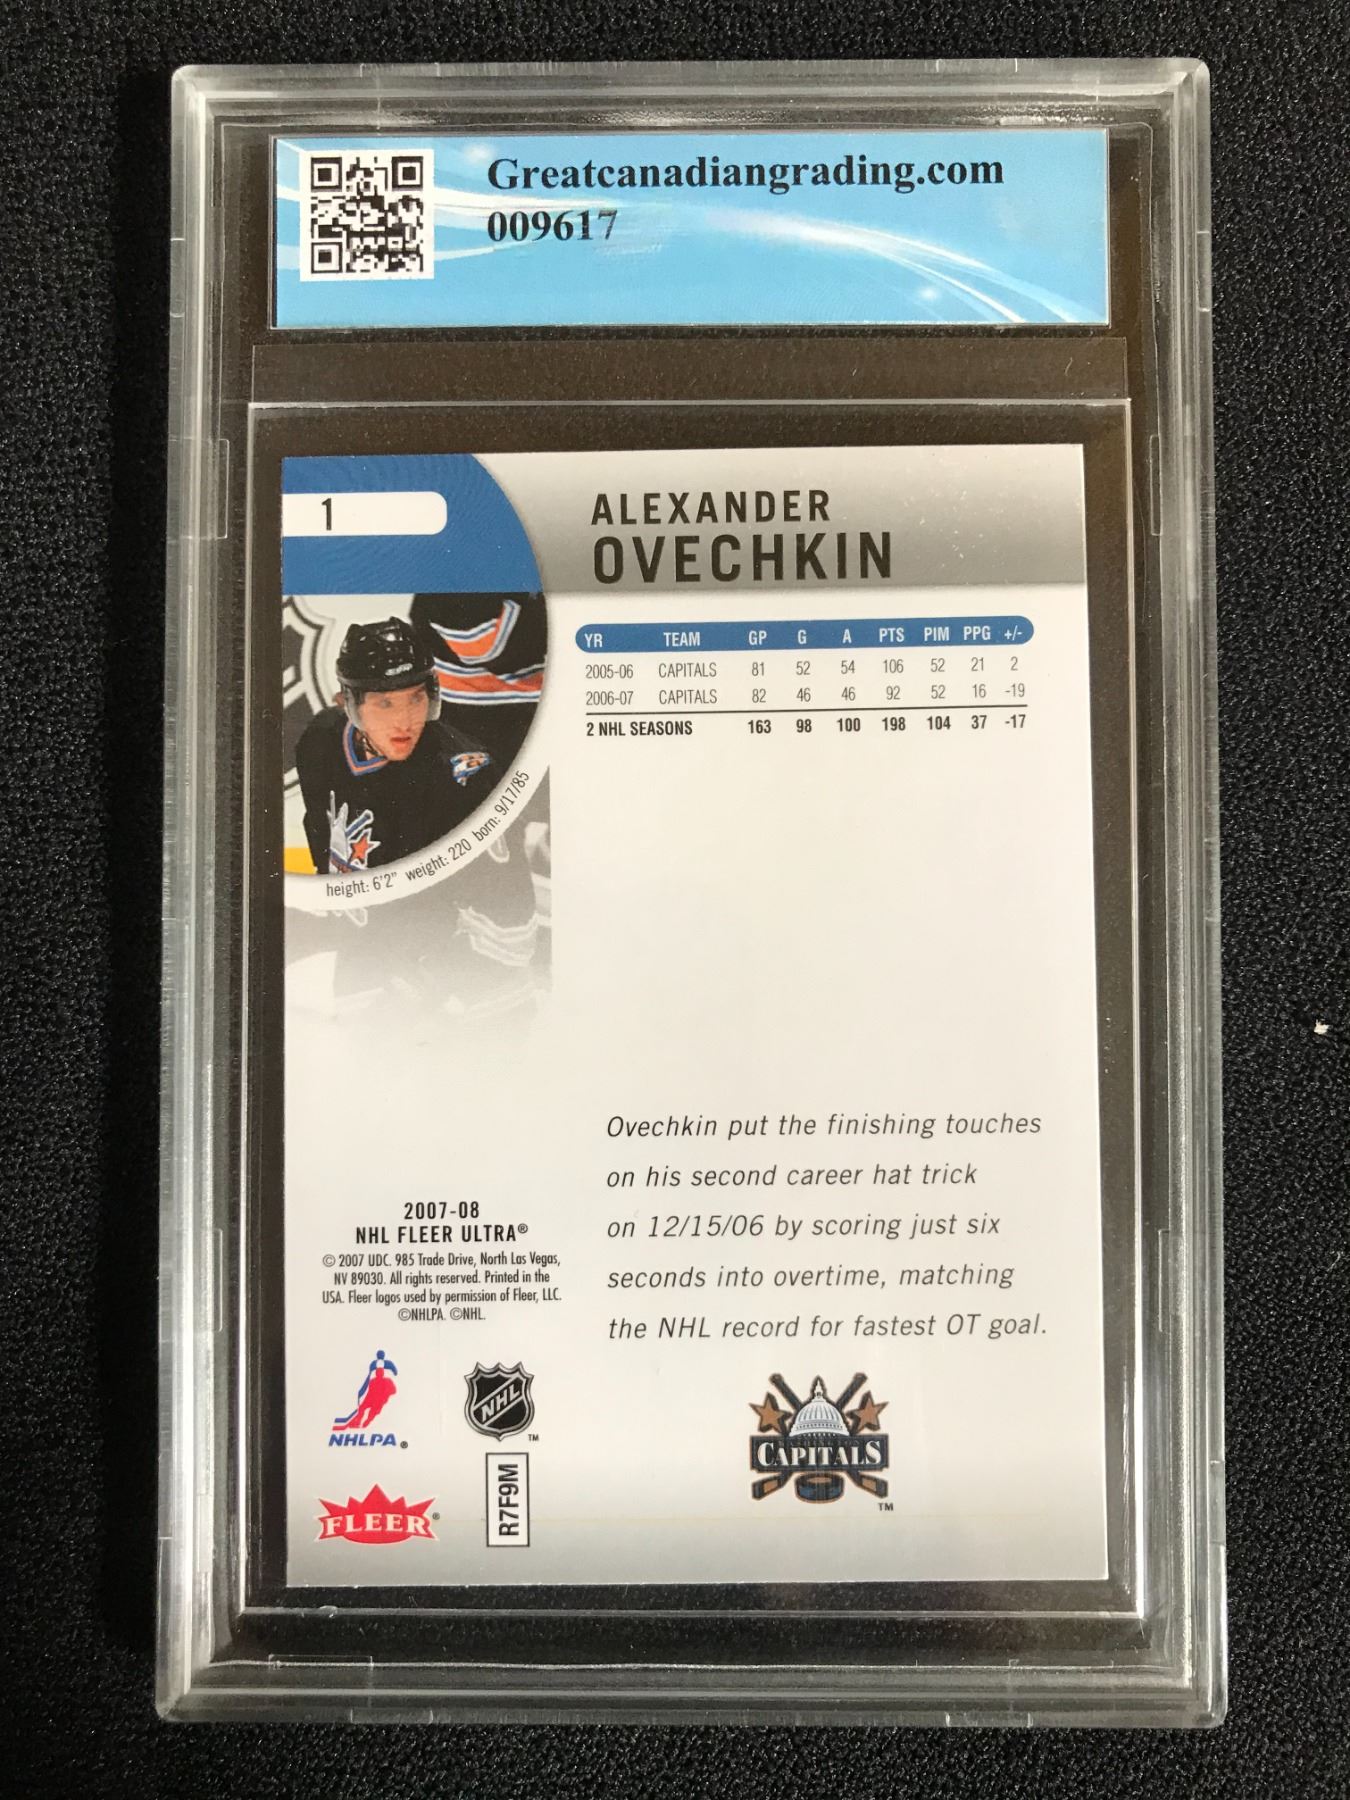 Greatcanadiangrading.com
009617
1
ALEXANDER
OVECHKIN
YR TEAM GP G A PTS PIM PPG +/-
2005-06 CAPITALS 81 52 54 106 52 21 2
2006-07 CAPITALS 82 46 46 92 52 16 -19
2 NHL SEASONS 163 98 100 198 104 37 -17
height: 6'2" weight: 220 born: 9/17/85
Ovechkin put the finishing touches
on his second career hat trick
on 12/15/06 by scoring just six
seconds into overtime, matching
the NHL record for fastest OT goal.
2007-08
NHL FLEER ULTRA®
© 2007 UDC. 985 Trade Drive, North Las Vegas,
NV 89030. All rights reserved. Printed in the
USA. Fleer logos used by permission of Fleer, LLC.
©NHLPA. ©NHL.
NHLPA®
NHL™
WASHINGTON
CAPITALS
™
FLEER®
R7F9M